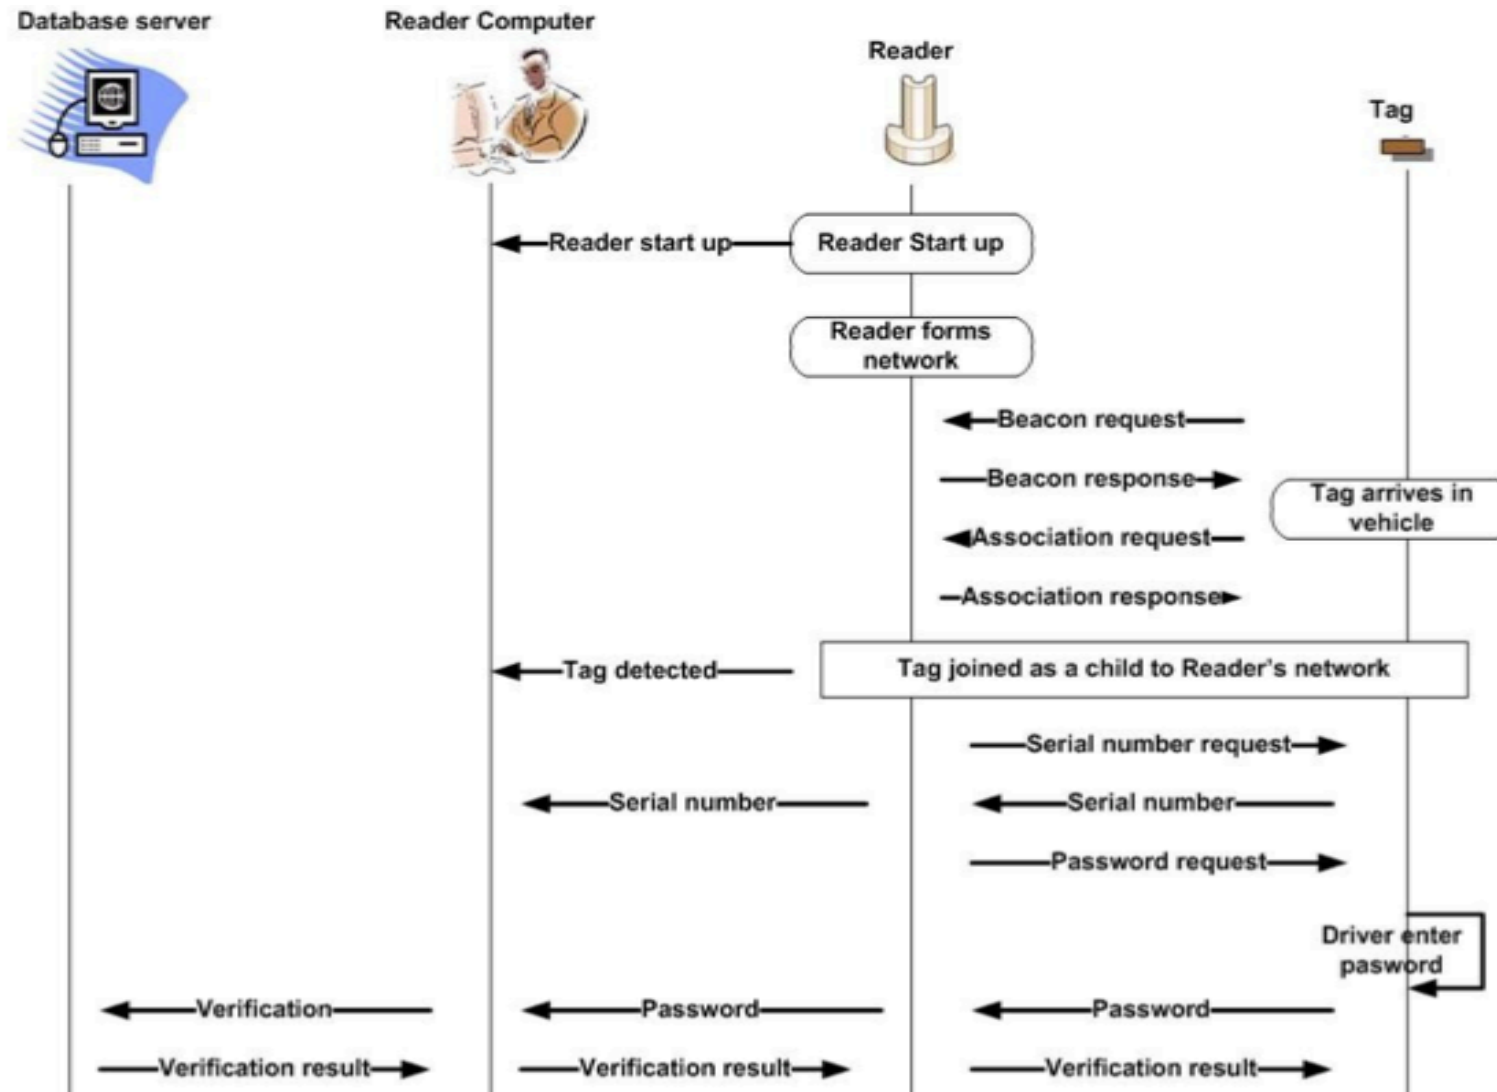 Database server
Reader Computer
Reader
Tag
Reader start up
Reader Start up
Reader forms
network
Beacon request
Beacon response
Tag arrives in
vehicle
Association request
Association response
Tag detected
Tag joined as a child to Reader's network
Serial number request
Serial number
Serial number
Password request
Driver enter
pasword
Verification
Password
Password
Verification result
Verification result
Verification result